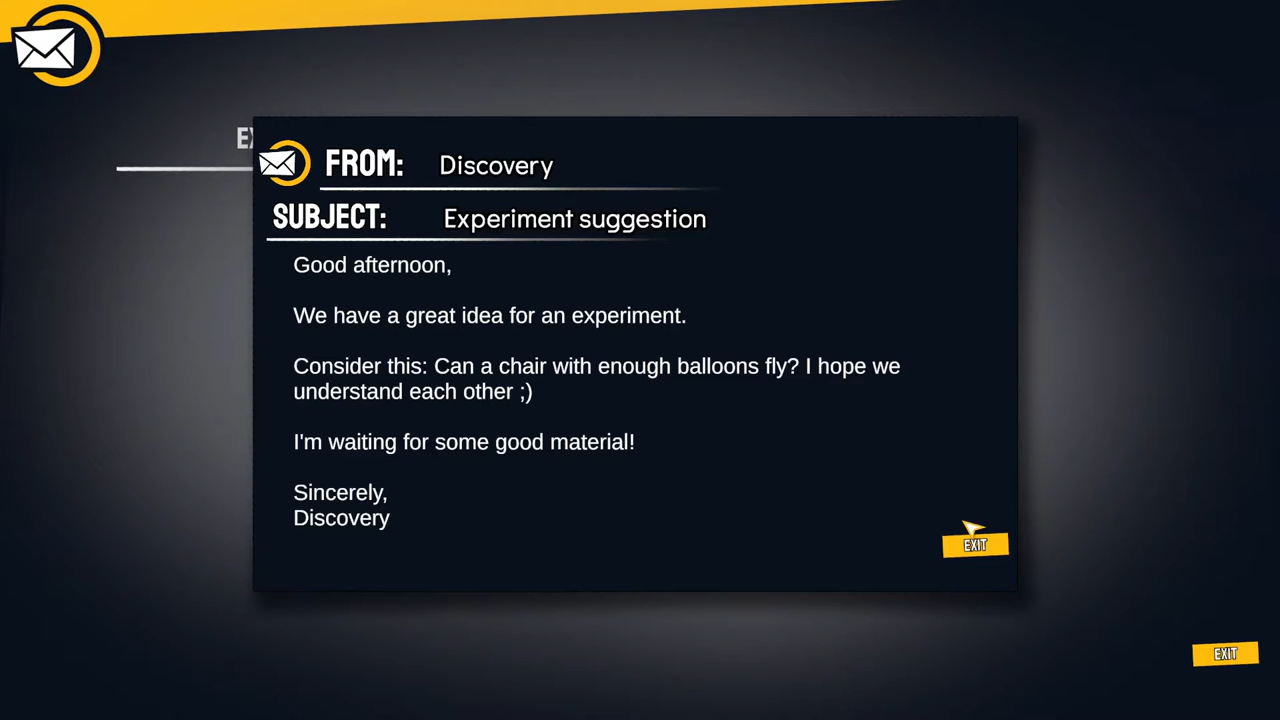 EX
FROM: Discovery
SUBJECT: Experiment suggestion
Good afternoon,
We have a great idea for an experiment.
Consider this: Can a chair with enough balloons fly? I hope we
understand each other ;)
I'm waiting for some good material!
Sincerely,
Discovery
EXIT
EXIT